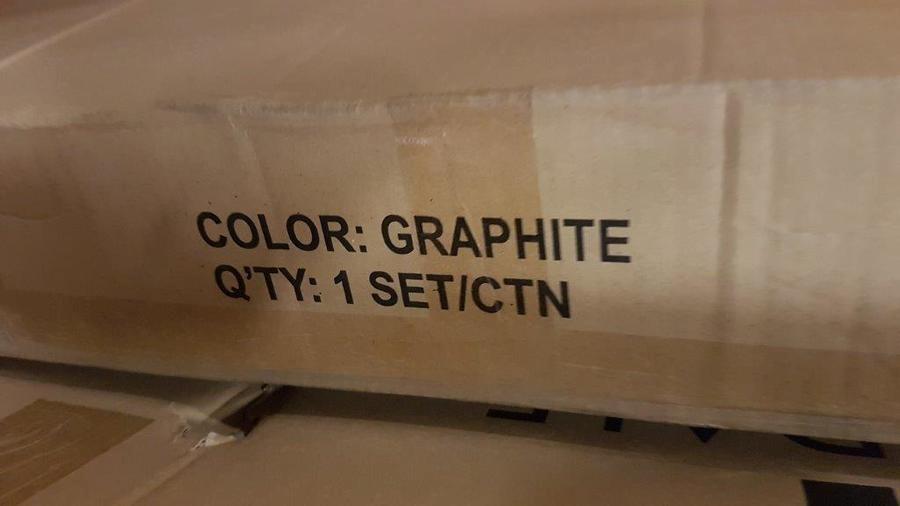 COLOR: GRAPHITE
Q'TY: 1 SET/CTN